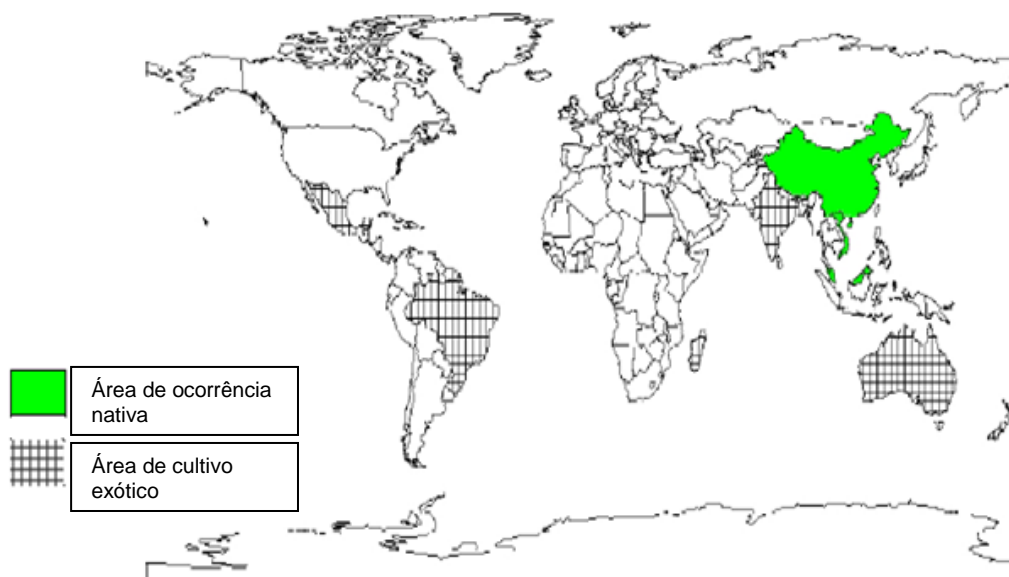 Área de ocorrência
nativa
Área de cultivo
exótico